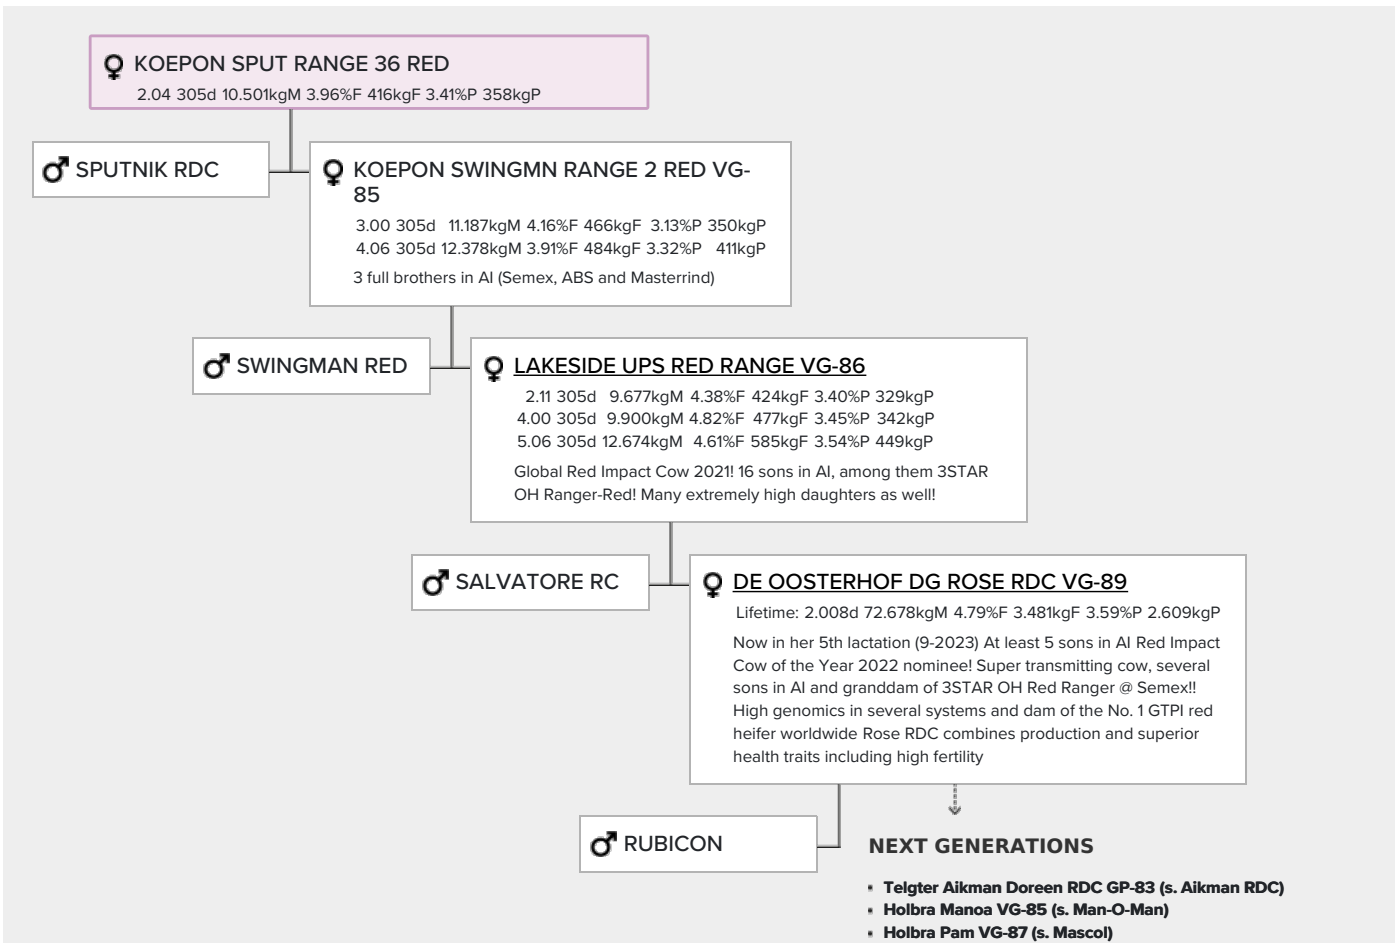 KOEPON SPUT RANGE 36 RED
2.04 305d 10.501kgM 3.96%F 416kgF 3.41%P 358kgP
SPUTNIK RDC
KOEPON SWINGMN RANGE 2 RED VG-
85
3.00 305d 11.187kgM 4.16%F 466kgF 3.13%P 350kgP
4.06 305d 12.378kgM 3.91%F 484kgF 3.32%P 411kgP
3 full brothers in AI (Semex, ABS and Masterrind)
SWINGMAN RED
LAKESIDE UPS RED RANGE VG-86
2.11 305d 9.677kgM 4.38%F 424kgF 3.40%P 329kgP
4.00 305d 9.900kgM 4.82%F 477kgF 3.45%P 342kgP
5.06 305d 12.674kgM 4.61%F 585kgF 3.54%P 449kgP
Global Red Impact Cow 2021! 16 sons in AI, among them 3STAR
OH Ranger-Red! Many extremely high daughters as well!
SALVATORE RC
DE OOSTERHOF DG ROSE RDC VG-89
Lifetime: 2.008d 72.678kgM 4.79%F 3.481kgF 3.59%P 2.609kgP
Now in her 5th lactation (9-2023) At least 5 sons in AI Red Impact
Cow of the Year 2022 nominee! Super transmitting cow, several
sons in AI and granddam of 3STAR OH Red Ranger @ Semex!!
High genomics in several systems and dam of the No. 1 GTPI red
heifer worldwide Rose RDC combines production and superior
health traits including high fertility
RUBICON
NEXT GENERATIONS
Telgter Aikman Doreen RDC GP-83 (s. Aikman RDC)
Holbra Manoa VG-85 (s. Man-O-Man)
Holbra Pam VG-87 (s. Mascol)